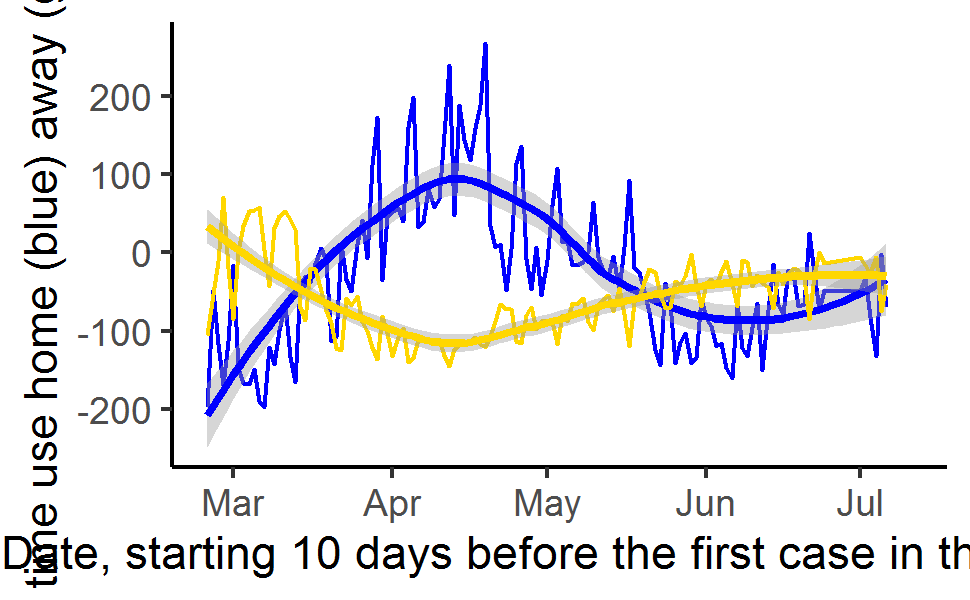 time use home (blue) away (g
200
100
0
-100
-200
Mar Apr May Jun Jul
Date, starting 10 days before the first case in th